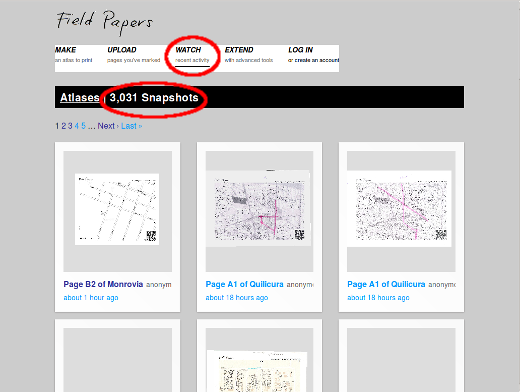 Field Papers
MAKE UPLOAD WATCH EXTEND LOG IN
an atlas to print pages you've marked recent activity with advanced tools or create an account
Atlases | 3,031 Snapshots
1 2 3 4 5 ... Next › Last »
Page B2 of Monrovia anonym
about 1 hour ago
Page A1 of Quilicura anonym
about 18 hours ago
Page A1 of Quilicura anonym
about 18 hours ago